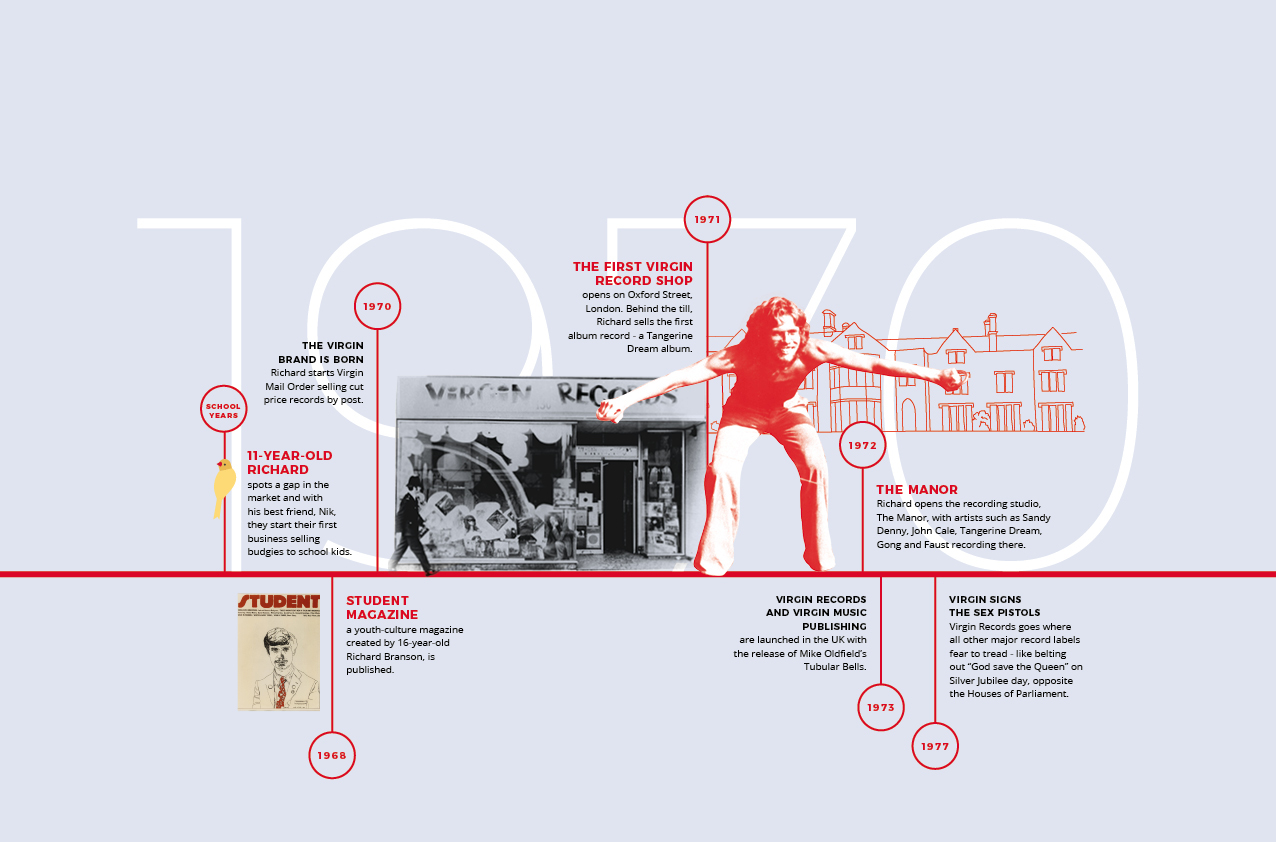 1970
SCHOOL
YEARS
11-YEAR-OLD
RICHARD
spots a gap in the
market and with
his best friend, Nik,
they start their first
business selling
budgies to school kids.
STUDENT
STUDENT
MAGAZINE
a youth-culture magazine
created by 16-year-old
Richard Branson, is
published.
1968
1970
THE VIRGIN
BRAND IS BORN
Richard starts Virgin
Mail Order selling cut
price records by post.
1971
THE FIRST VIRGIN
RECORD SHOP
opens on Oxford Street,
London. Behind the till,
Richard sells the first
album record - a Tangerine
Dream album.
VIRGIN RECORDS
1972
THE MANOR
Richard opens the recording studio,
The Manor, with artists such as Sandy
Denny, John Cale, Tangerine Dream,
Gong and Faust recording there.
VIRGIN RECORDS
AND VIRGIN MUSIC
PUBLISHING
are launched in the UK with
the release of Mike Oldfield's
Tubular Bells.
1973
VIRGIN SIGNS
THE SEX PISTOLS
Virgin Records goes where
all other major record labels
fear to tread - like belting
out “God save the Queen” on
Silver Jubilee day, opposite
the Houses of Parliament.
1977